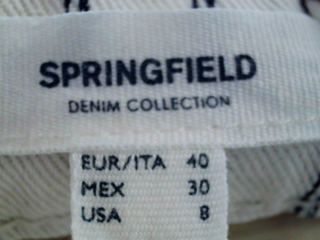 SPRINGFIELD
DENIM COLLECTION
EUR/ITA 40
MEX 30
USA 8